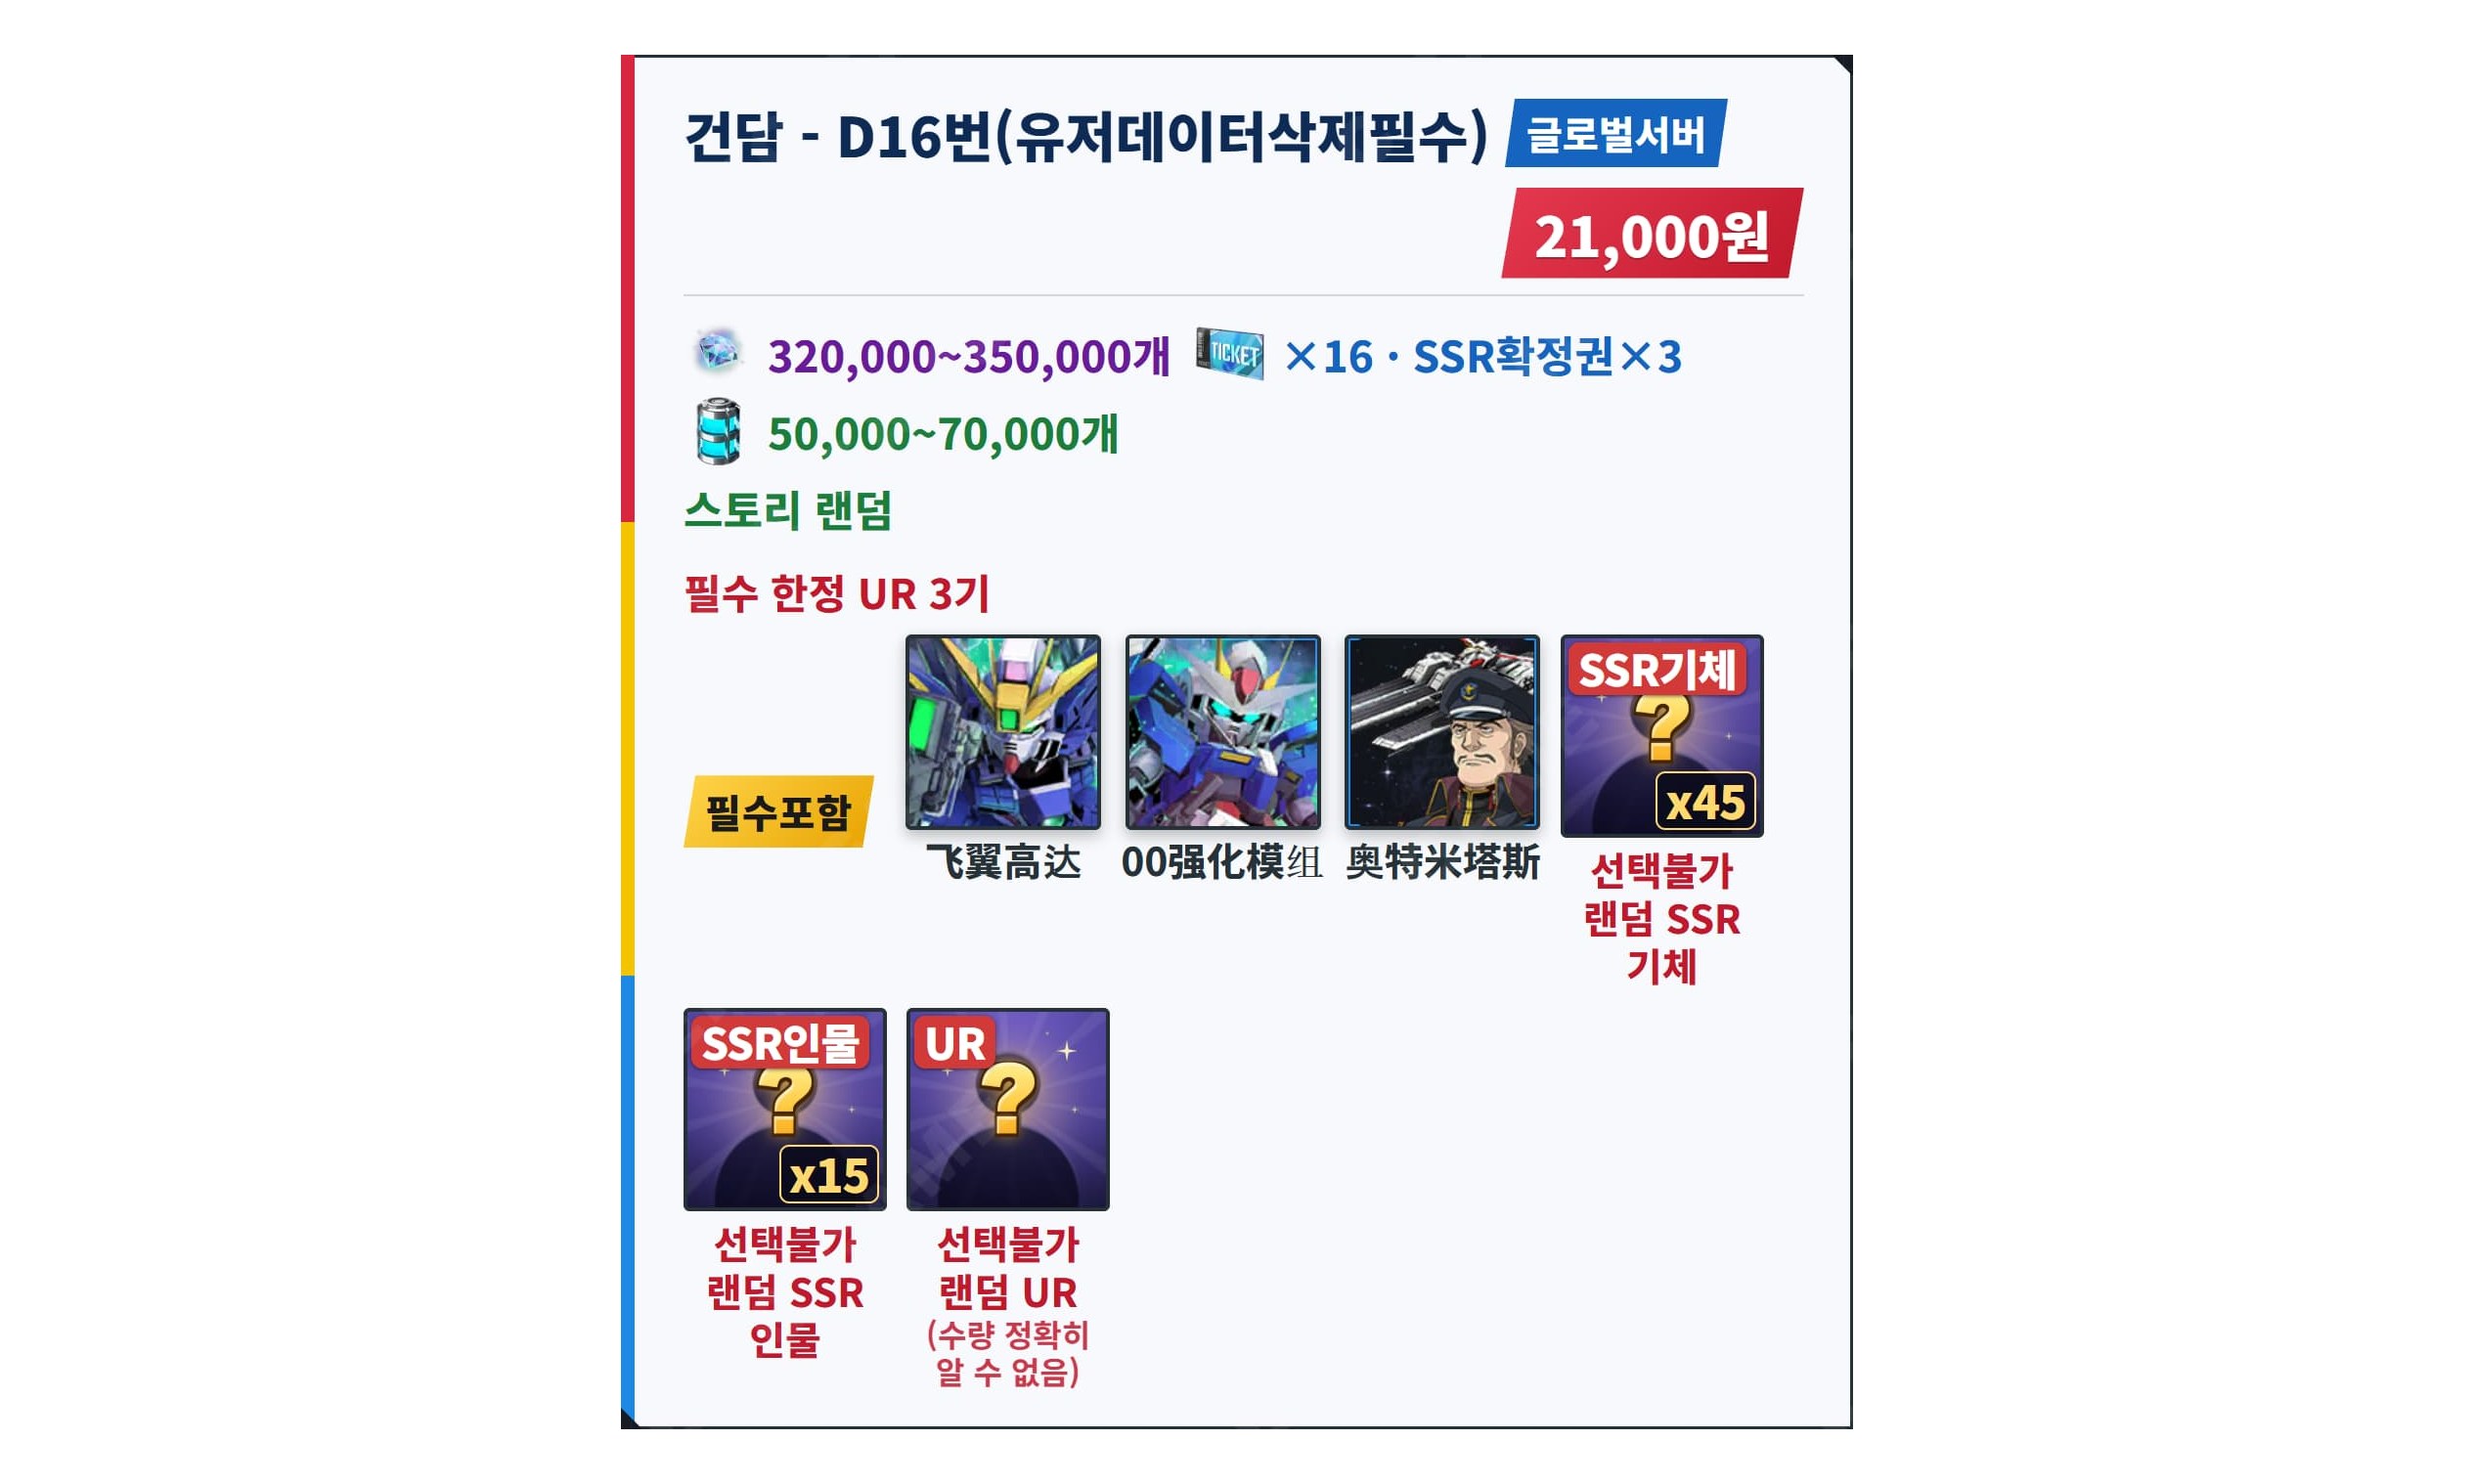 건담 - D16번(유저데이터삭제필수) 글로벌서버
21,000원
320,000~350,000개 TICKET ×16 · SSR확정권×3
50,000~70,000개
스토리 랜덤
필수 한정 UR 3기
필수포함
飞翼高达
00强化模组
奥特米塔斯
SSR기체
x45
선택불가
랜덤 SSR
기체
SSR인물
x15
선택불가
랜덤 SSR
인물
UR
선택불가
랜덤 UR
(수량 정확히
알 수 없음)